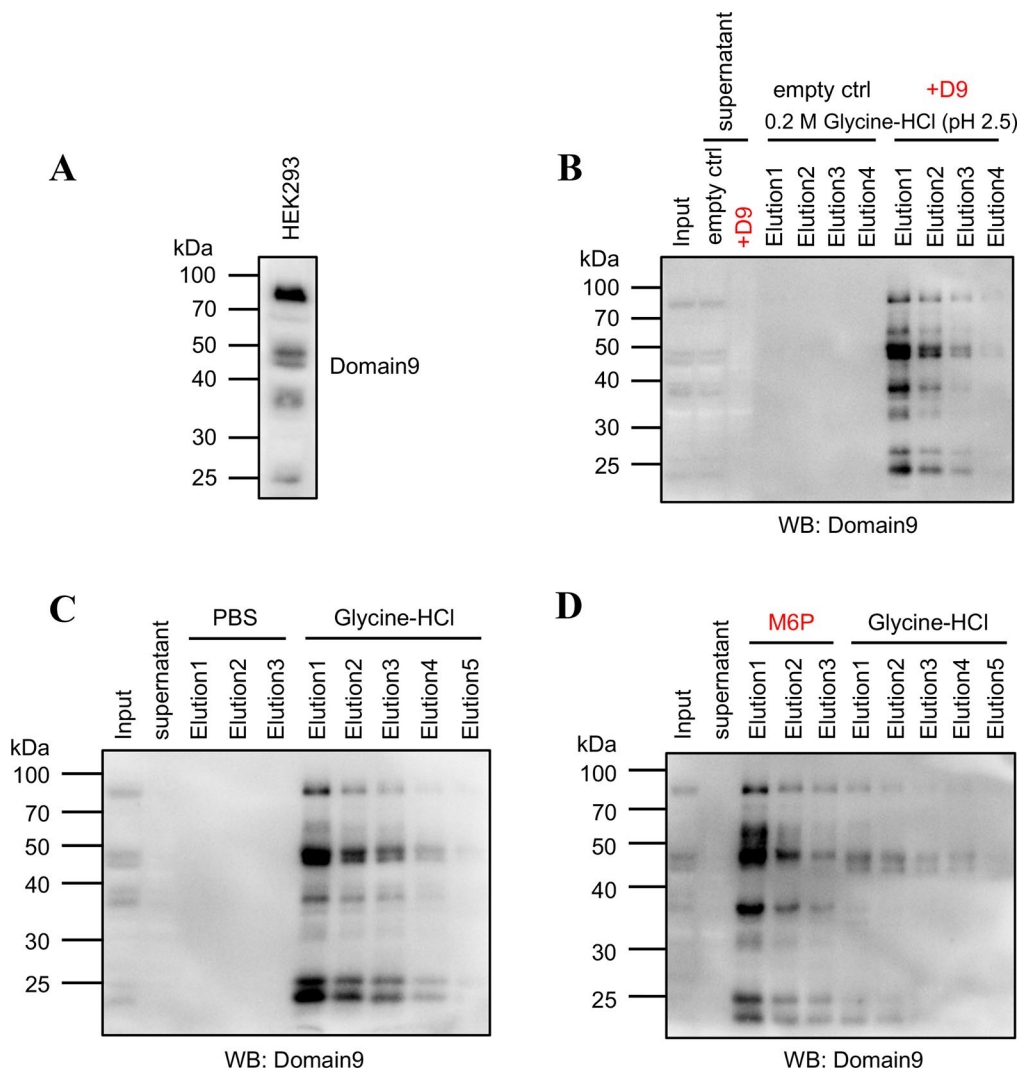 A
HEK293
kDa
100
70
50
40
30
25
Domain9
B
supernatant
empty ctrl
+D9
0.2 M Glycine-HCl (pH 2.5)
Input
empty ctrl
+D9
Elution1
Elution2
Elution3
Elution4
Elution1
Elution2
Elution3
Elution4
kDa
100
70
50
40
30
25
WB: Domain9
C
PBS
Glycine-HCl
Input
supernatant
Elution1
Elution2
Elution3
Elution1
Elution2
Elution3
Elution4
Elution5
kDa
100
70
50
40
30
25
WB: Domain9
D
M6P
Glycine-HCl
Input
supernatant
Elution1
Elution2
Elution3
Elution1
Elution2
Elution3
Elution4
Elution5
kDa
100
70
50
40
30
25
WB: Domain9